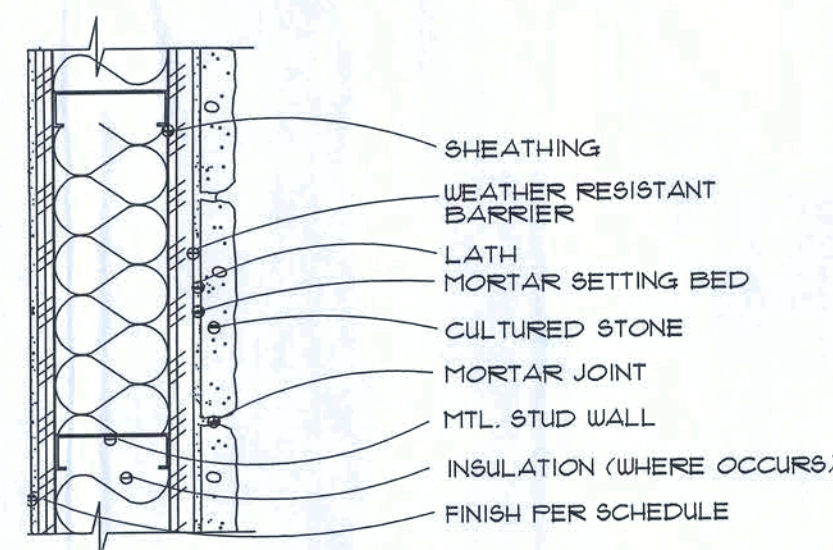 SHEATHING
WEATHER RESISTANT
BARRIER
LATH
MORTAR SETTING BED
CULTURED STONE
MORTAR JOINT
MTL. STUD WALL
INSULATION (WHERE OCCURS)
FINISH PER SCHEDULE